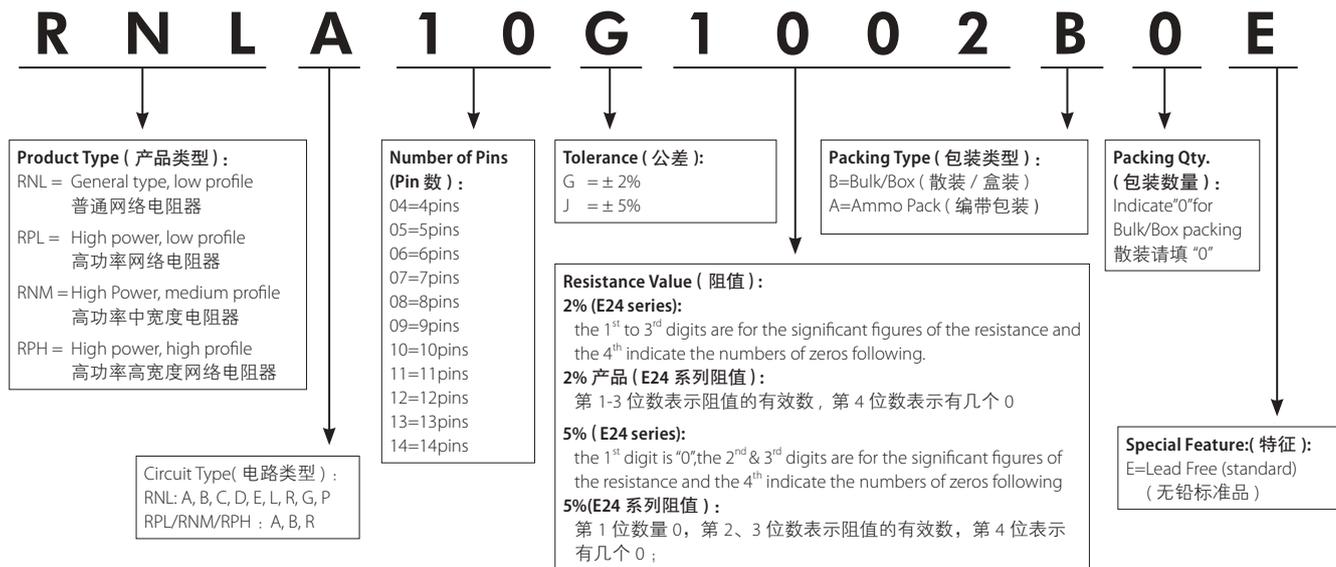 R N L A 1 0 G 1 0 0 2 B 0 E
Product Type ( 产品类型 ) :
RNL = General type, low profile
普通网络电阻器
RPL = High power, low profile
高功率网络电阻器
RNM = High Power, medium profile
高功率中宽度电阻器
RPH = High power, high profile
高功率高宽度网络电阻器
Circuit Type( 电路类型 ) :
RNL: A, B, C, D, E, L, R, G, P
RPL/RNM/RPH : A, B, R
Number of Pins
(Pin 数 ) :
04=4pins
05=5pins
06=6pins
07=7pins
08=8pins
09=9pins
10=10pins
11=11pins
12=12pins
13=13pins
14=14pins
Tolerance ( 公差 ):
G = ± 2%
J = ± 5%
Resistance Value ( 阻值 ) :
2% (E24 series):
the 1st to 3rd digits are for the significant figures of the resistance and
the 4th indicate the numbers of zeros following.
2% 产品 ( E24 系列阻值 ) :
第 1-3 位数表示阻值的有效数 , 第 4 位数表示有几个 0
5% ( E24 series):
the 1st digit is “0”,the 2nd & 3rd digits are for the significant figures of
the resistance and the 4th indicate the numbers of zeros following
5%(E24 系列阻值 ) :
第 1 位数量 0，第 2、3 位数表示阻值的有效数，第 4 位表示
有几个 0 ;
Packing Type ( 包装类型 ) :
B=Bulk/Box ( 散装 / 盒装 )
A=Ammo Pack ( 编带包装 )
Packing Qty.
( 包装数量 ) :
Indicate“0”for
Bulk/Box packing
散装请填 “0”
Special Feature:( 特征 ):
E=Lead Free (standard)
( 无铅标准品 )